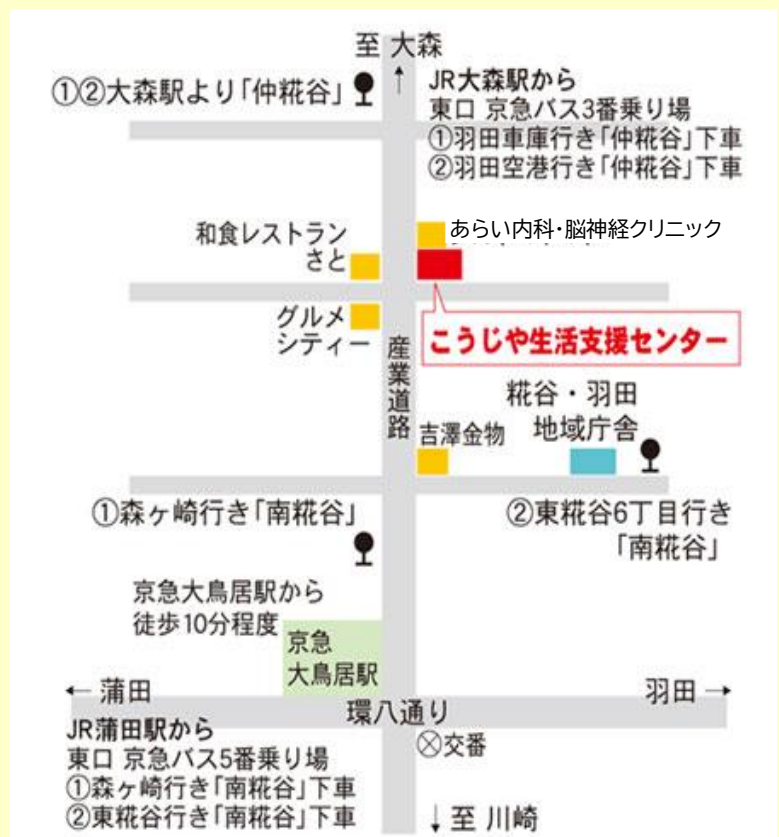 至 大森
↑
①②大森駅より「仲糀谷」
JR大森駅から
東口 京急バス3番乗り場
①羽田車庫行き「仲糀谷」下車
②羽田空港行き「仲糀谷」下車
あらい内科・脳神経クリニック
和食レストラン
さと
グルメ
シティー
産業道路
こうじや生活支援センター
糀谷・羽田
地域庁舎
吉澤金物
①森ヶ崎行き「南糀谷」
②東糀谷6丁目行き
「南糀谷」
京急大鳥居駅から
徒歩10分程度
京急
大鳥居駅
← 蒲田
羽田 →
環八通り
JR蒲田駅から
東口 京急バス5番乗り場
①森ヶ崎行き「南糀谷」下車
②東糀谷行き「南糀谷」下車
交番
↓至 川崎